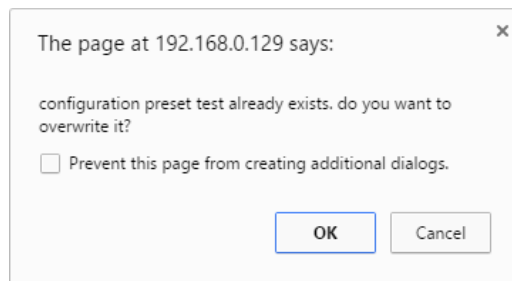 The page at 192.168.0.129 says:
configuration preset test already exists. do you want to
overwrite it?
Prevent this page from creating additional dialogs.
OK
Cancel